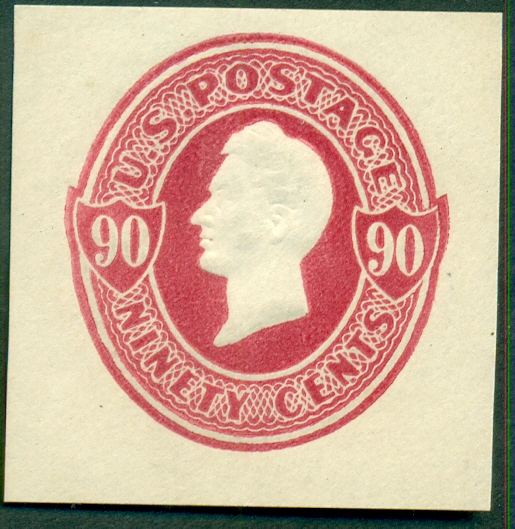 U.S. POSTAGE
90 90
NINETY CENTS